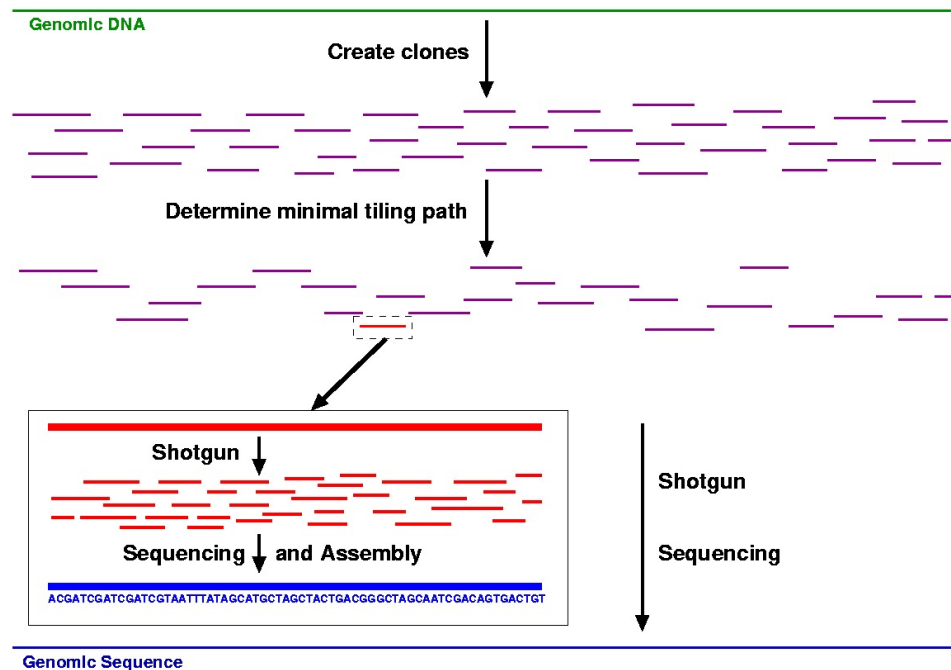 Genomic DNA
Create clones
Determine minimal tiling path
Shotgun
Shotgun
Sequencing and Assembly
Sequencing
ACGATCGATCGATCGTAATTTATAGCATGCTAGCTACTGACGGGCTAGCAATCGACAGTGACTGT
Genomic Sequence